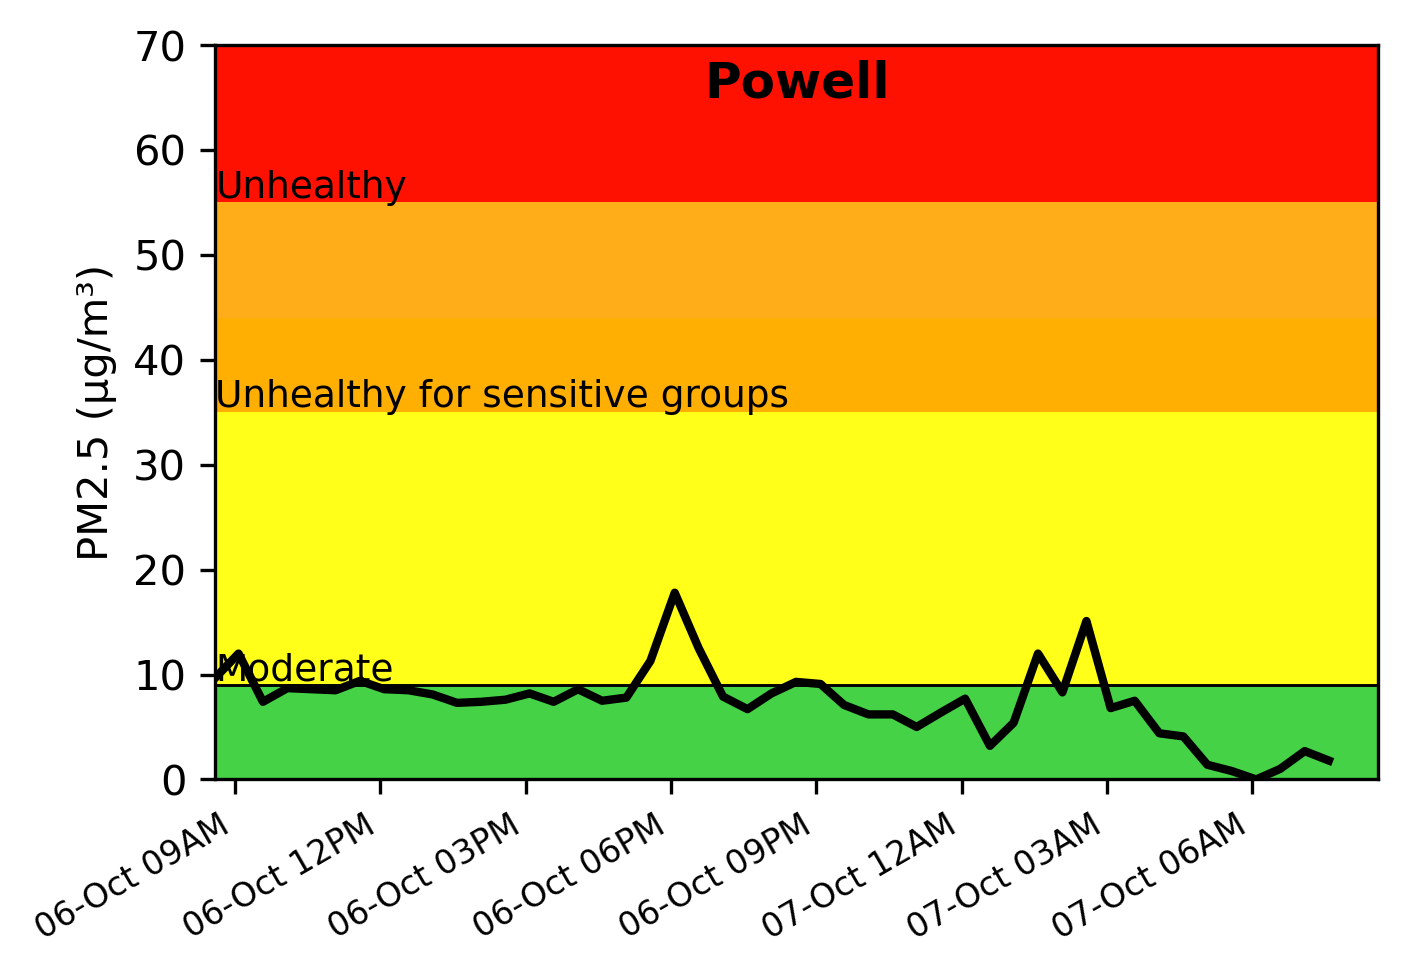 Powell
PM2.5 (µg/m³)
70
60
50
40
30
20
10
0
Unhealthy
Unhealthy for sensitive groups
Moderate
06-Oct 09AM
06-Oct 12PM
06-Oct 03PM
06-Oct 06PM
06-Oct 09PM
07-Oct 12AM
07-Oct 03AM
07-Oct 06AM